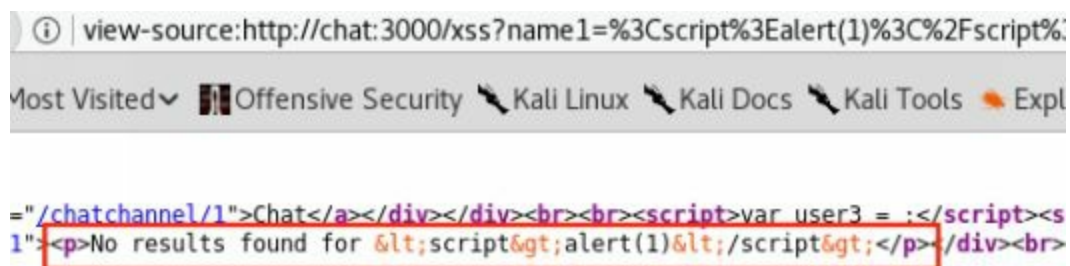 view-source:http://chat:3000/xss?name1=%3Cscript%3Ealert(1)%3C%2Fscript%
Most Visited Offensive Security Kali Linux Kali Docs Kali Tools Expl
="/chatchannel/1">Chat</a></div></div><br><br><script>var user3 = ;</script><s
1"><p>No results found for &lt;script&gt;alert(1)&lt;/script&gt;</p></div><br>